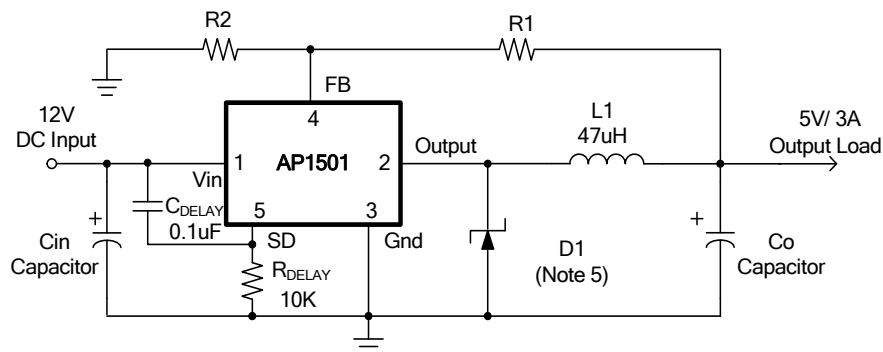 R2
R1
FB
4
12V
DC Input
L1
47uH
5V/ 3A
Output Load
Output
1
AP1501
2
Vin
CDELAY
0.1uF
5
3
SD
Gnd
+
Cin
Capacitor
RDELAY
10K
D1
(Note 5)
+
Co
Capacitor